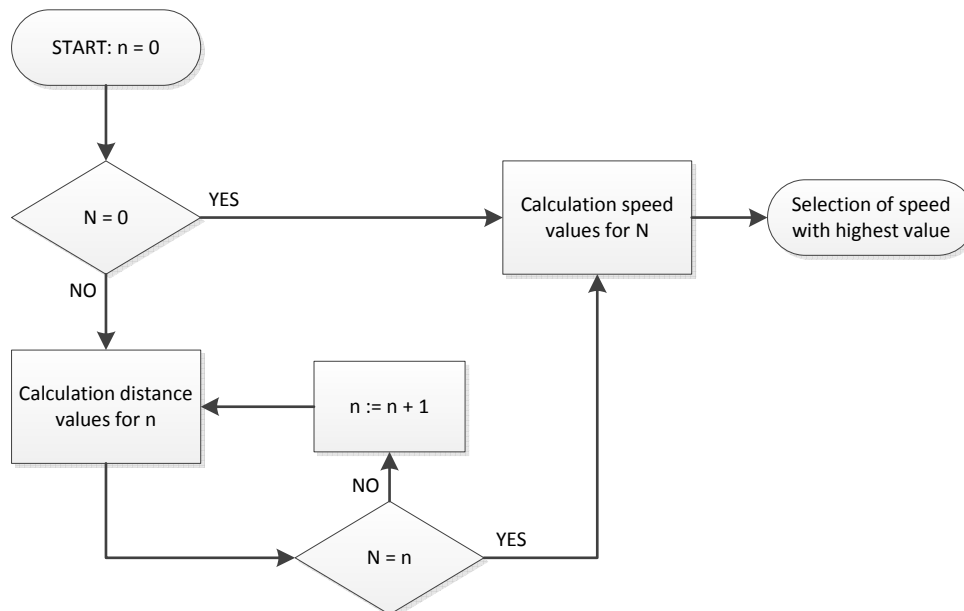 START: n = 0
N = 0
YES
Calculation speed
values for N
Selection of speed
with highest value
NO
Calculation distance
values for n
n := n + 1
NO
N = n
YES